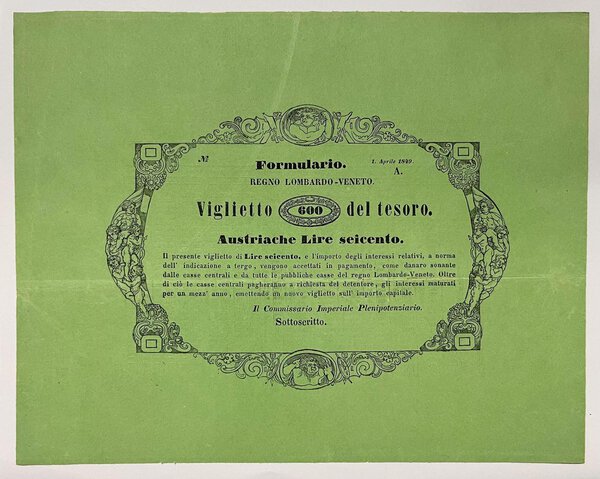 №
1. Aprile 1849.
Formulario.
A.
REGNO LOMBARDO-VENETO.
Viglietto 600 del tesoro.
Austriache Lire seicento.
Il presente viglietto di Lire seicento. e l'importo degli interessi relativi, a norma
dell' indicazione a tergo, vengono accettati in pagamento, come danaro sonante
dalle casse centrali e da tutte le pubbliche casse del regno Lombardo-Veneto. Oltre
di ciò le casse centrali pagheranno a richiesta del detentore, gli interessi maturati
per un mezz' anno, emettendo un nuovo viglietto sull' importo capitale.
Il Commissario Imperiale Plenipotenziario.
Sottoscritto.